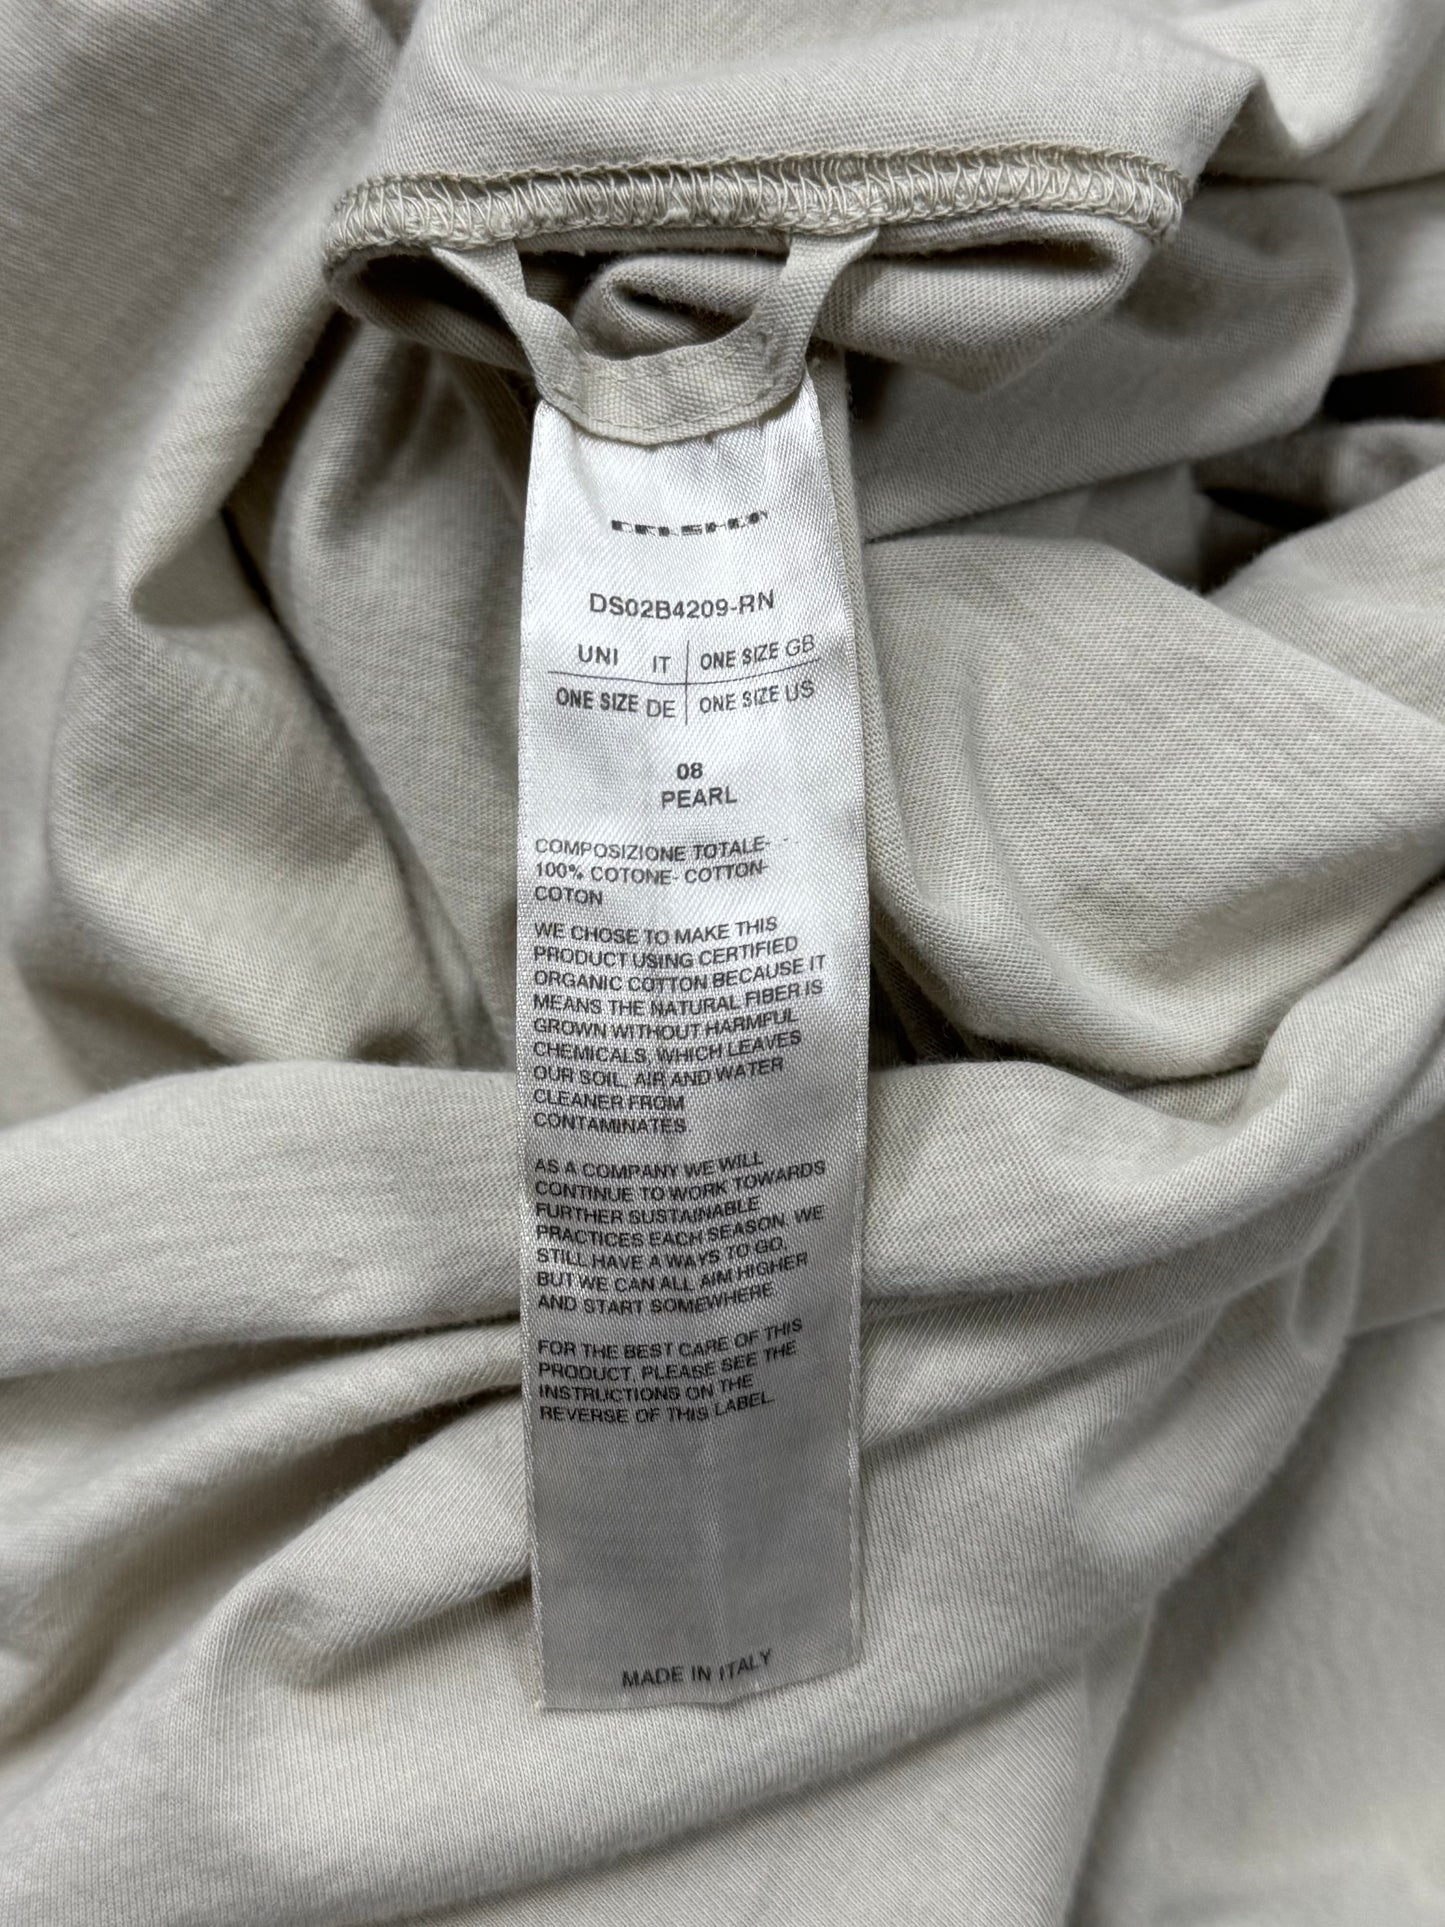 DS02B4209-RN
UNI IT ONE SIZE GB
ONE SIZE DE ONE SIZE US
08
PEARL
COMPOSIZIONE TOTALE-
100% COTONE- COTTON-
COTON
WE CHOSE TO MAKE THIS
PRODUCT USING CERTIFIED
ORGANIC COTTON BECAUSE IT
MEANS THE NATURAL FIBER IS
GROWN WITHOUT HARMFUL
CHEMICALS, WHICH LEAVES
OUR SOIL, AIR AND WATER
CLEANER FROM
CONTAMINATES
AS A COMPANY WE WILL
CONTINUE TO WORK TOWARDS
FURTHER SUSTAINABLE
PRACTICES EACH SEASON. WE
STILL HAVE A WAYS TO GO,
BUT WE CAN ALL AIM HIGHER
AND START SOMEWHERE.
FOR THE BEST CARE OF THIS
PRODUCT, PLEASE SEE THE
INSTRUCTIONS ON THE
REVERSE OF THIS LABEL.
MADE IN ITALY